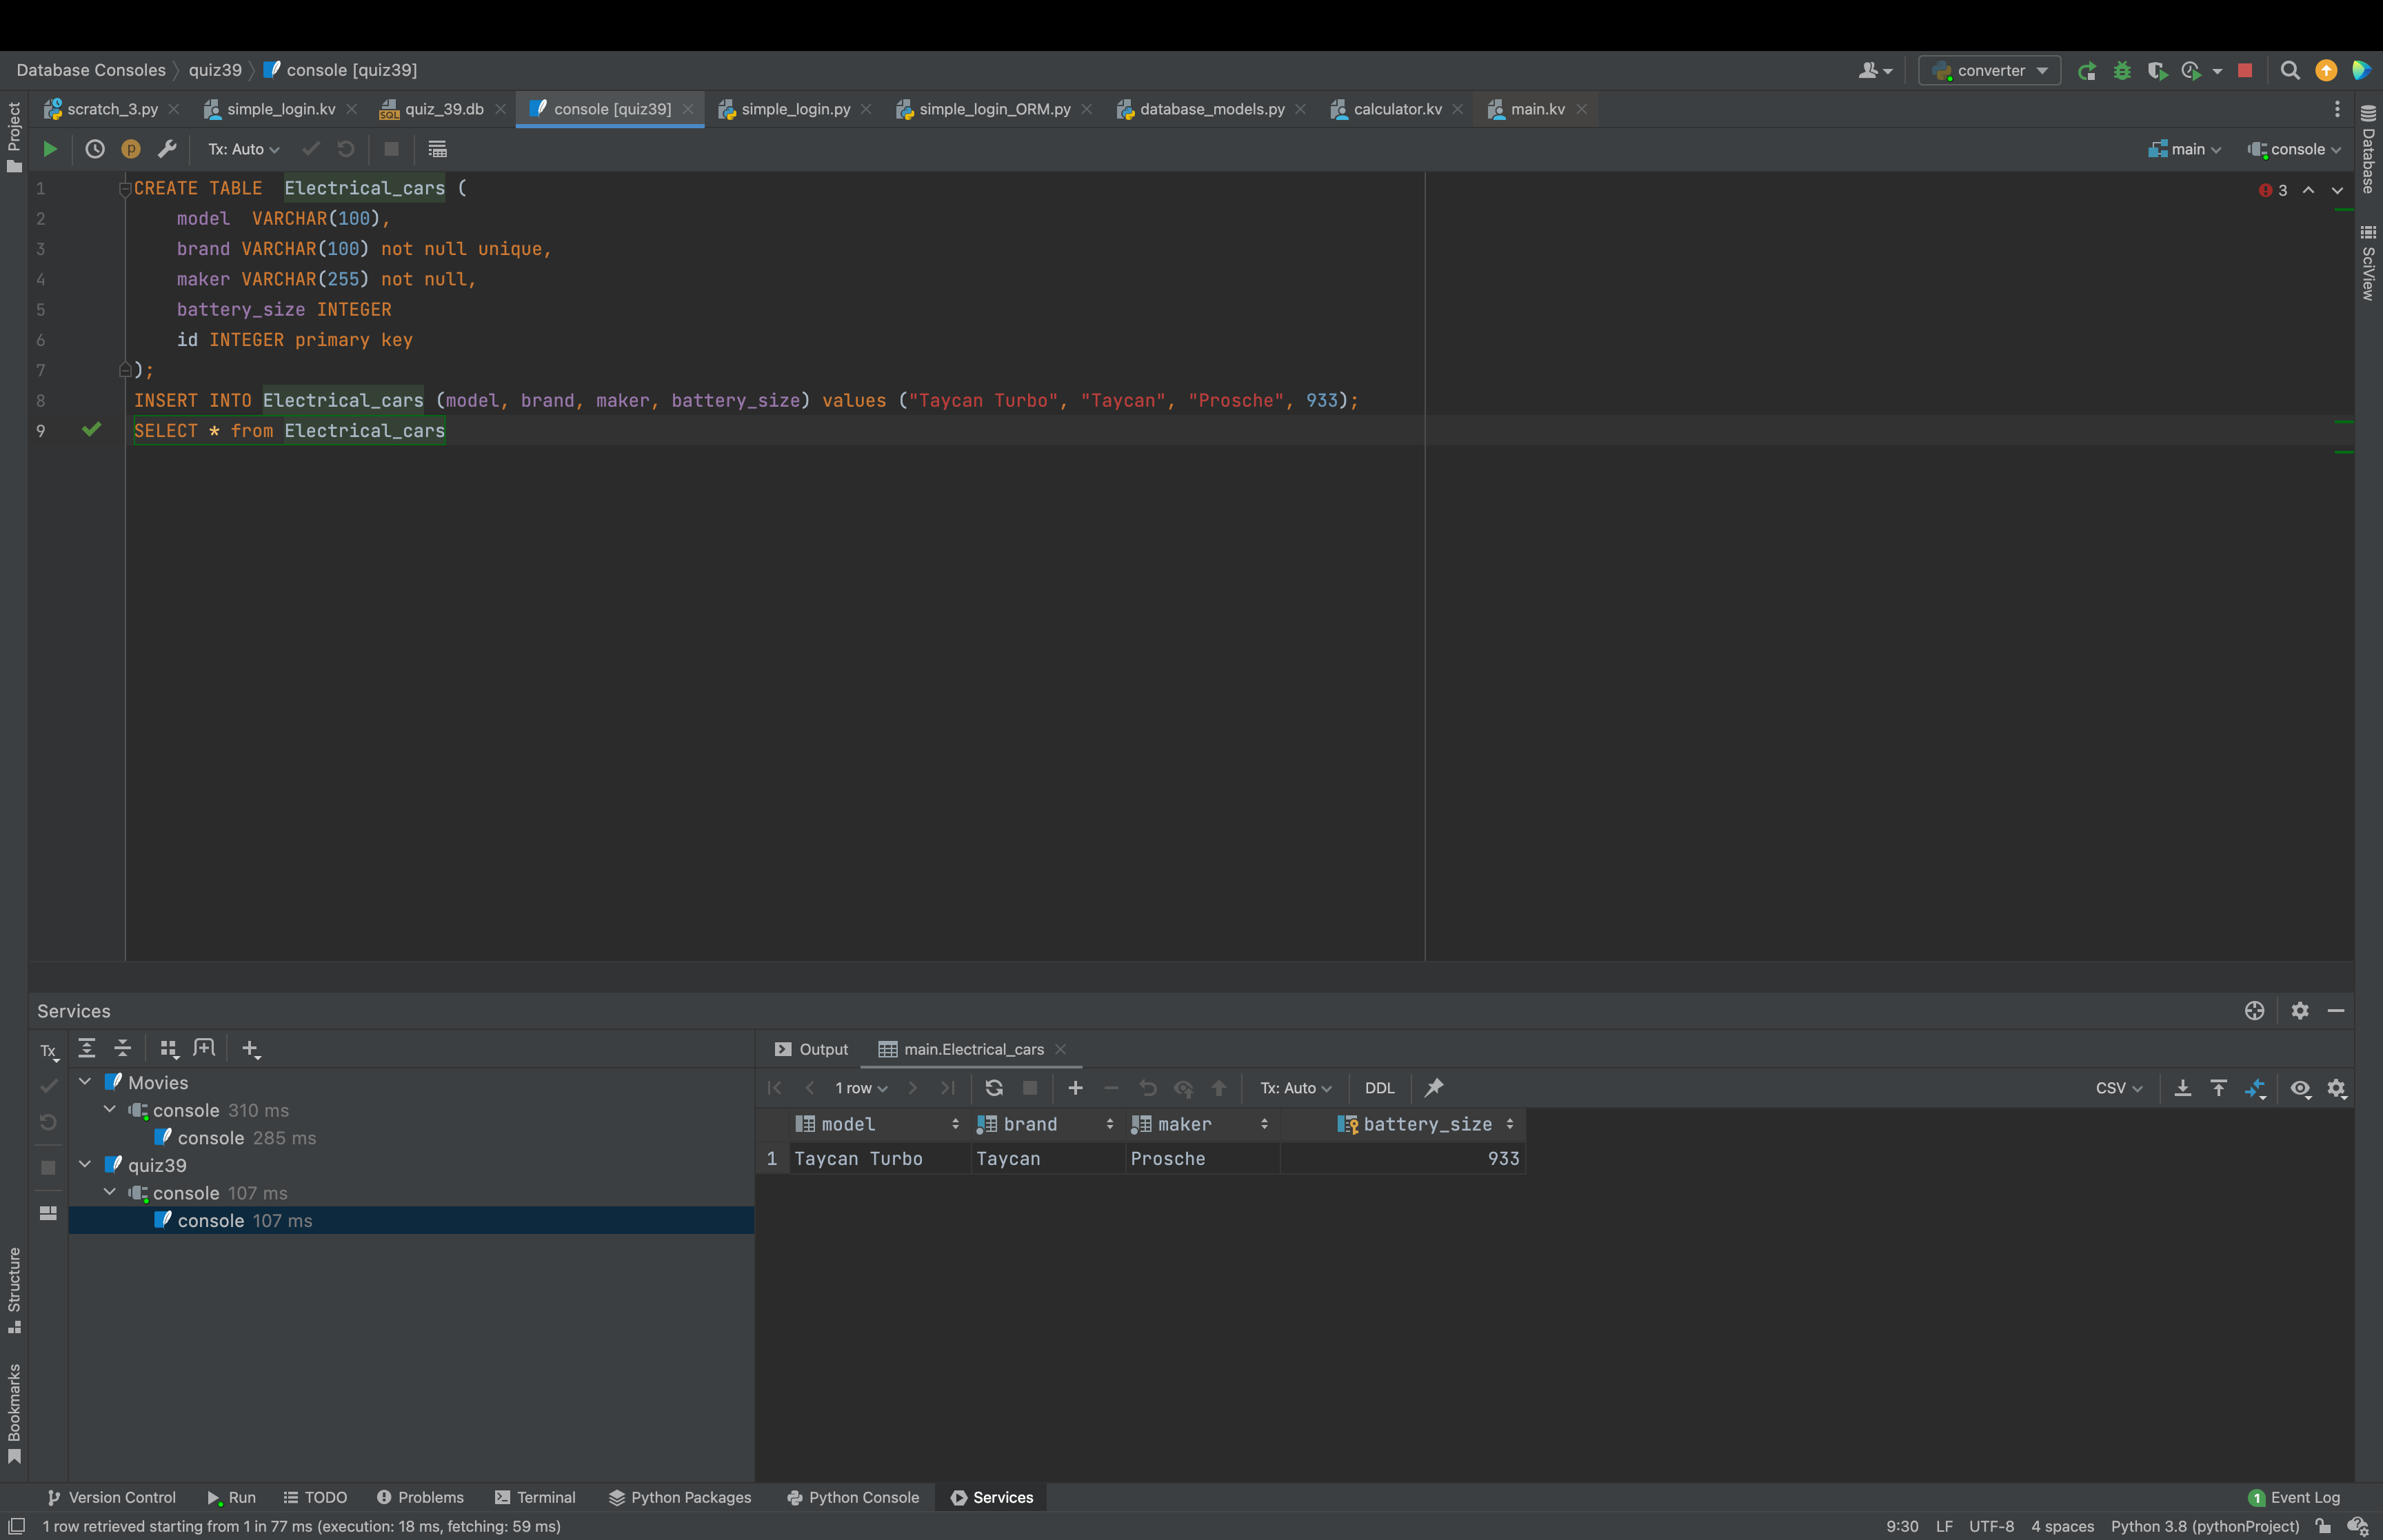 Database Consoles quiz39 console [quiz39] converter
scratch_3.py simple_login.kv quiz_39.db console [quiz39] simple_login.py simple_login_ORM.py database_models.py calculator.kv main.kv
Tx: Auto main console
1 CREATE TABLE  Electrical_cars (
2 model  VARCHAR(100),
3 brand VARCHAR(100) not null unique,
4 maker VARCHAR(255) not null,
5 battery_size INTEGER
6 id INTEGER primary key
7 );
8 INSERT INTO Electrical_cars (model, brand, maker, battery_size) values ("Taycan Turbo", "Taycan", "Prosche", 933);
9 SELECT * from Electrical_cars
3
Project
Structure
Bookmarks
Database
SciView
Services
Tx
Movies
console 310 ms
console 285 ms
quiz39
console 107 ms
console 107 ms
Output main.Electrical_cars
1 row Tx: Auto DDL CSV
model brand maker battery_size
1 Taycan Turbo Taycan Prosche 933
Version Control Run TODO Problems Terminal Python Packages Python Console Services 1 Event Log
1 row retrieved starting from 1 in 77 ms (execution: 18 ms, fetching: 59 ms) 9:30 LF UTF-8 4 spaces Python 3.8 (pythonProject)